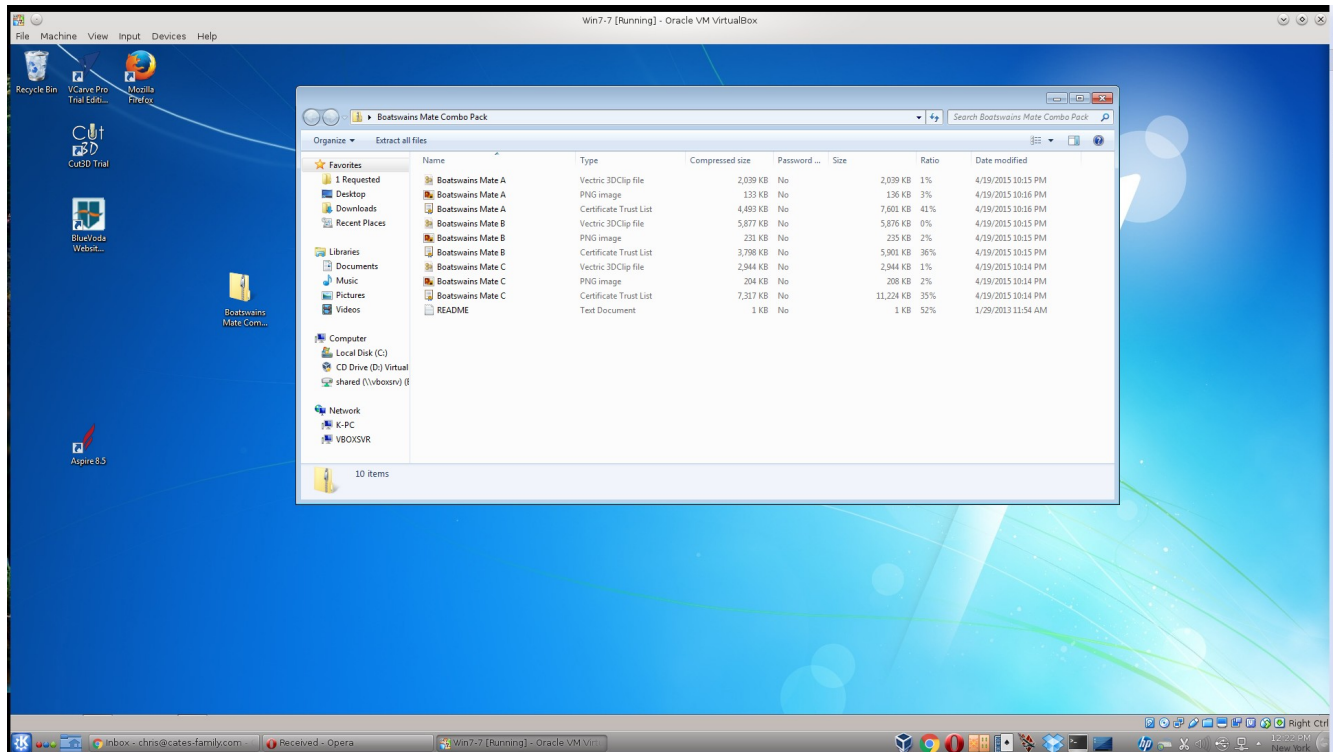 Win7-7 [Running] - Oracle VM VirtualBox
File Machine View Input Devices Help
Recycle Bin
VCarve Pro
Trial Editi...
Mozilla
Firefox
Cut
3D
Cut3D Trial
BlueVoda
Websit...
Boatswains
Mate Com...
Aspire 8.5
Boatswains Mate Combo Pack
Search Boatswains Mate Combo Pack
Organize Extract all files
Favorites
1 Requested
Desktop
Downloads
Recent Places
Libraries
Documents
Music
Pictures
Videos
Computer
Local Disk (C:)
CD Drive (D:) Virtual
shared (\\vboxsrv) (E
Network
K-PC
VBOXSVR
Name Type Compressed size Password ... Size Ratio Date modified
Boatswains Mate A Vectric 3DClip file 2,039 KB No 2,039 KB 1% 4/19/2015 10:15 PM
Boatswains Mate A PNG image 133 KB No 136 KB 3% 4/19/2015 10:16 PM
Boatswains Mate A Certificate Trust List 4,493 KB No 7,601 KB 41% 4/19/2015 10:16 PM
Boatswains Mate B Vectric 3DClip file 5,877 KB No 5,876 KB 0% 4/19/2015 10:15 PM
Boatswains Mate B PNG image 231 KB No 235 KB 2% 4/19/2015 10:15 PM
Boatswains Mate B Certificate Trust List 3,798 KB No 5,901 KB 36% 4/19/2015 10:15 PM
Boatswains Mate C Vectric 3DClip file 2,944 KB No 2,944 KB 1% 4/19/2015 10:14 PM
Boatswains Mate C PNG image 204 KB No 208 KB 2% 4/19/2015 10:14 PM
Boatswains Mate C Certificate Trust List 7,317 KB No 11,224 KB 35% 4/19/2015 10:14 PM
README Text Document 1 KB No 1 KB 52% 1/29/2013 11:54 AM
10 items
Right Ctrl
Inbox - chris@cates-family.com -
Received - Opera
Win7-7 [Running] - Oracle VM Virt
12:22 PM
New York